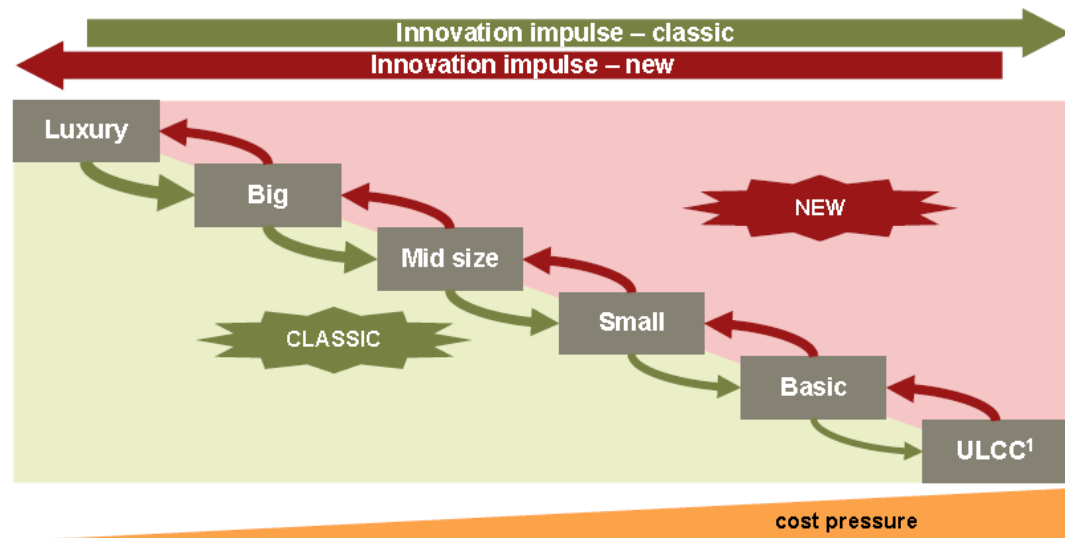 Innovation impulse – classic
Innovation impulse – new
Luxury
Big
NEW
Mid size
Small
CLASSIC
Basic
ULCC¹
cost pressure